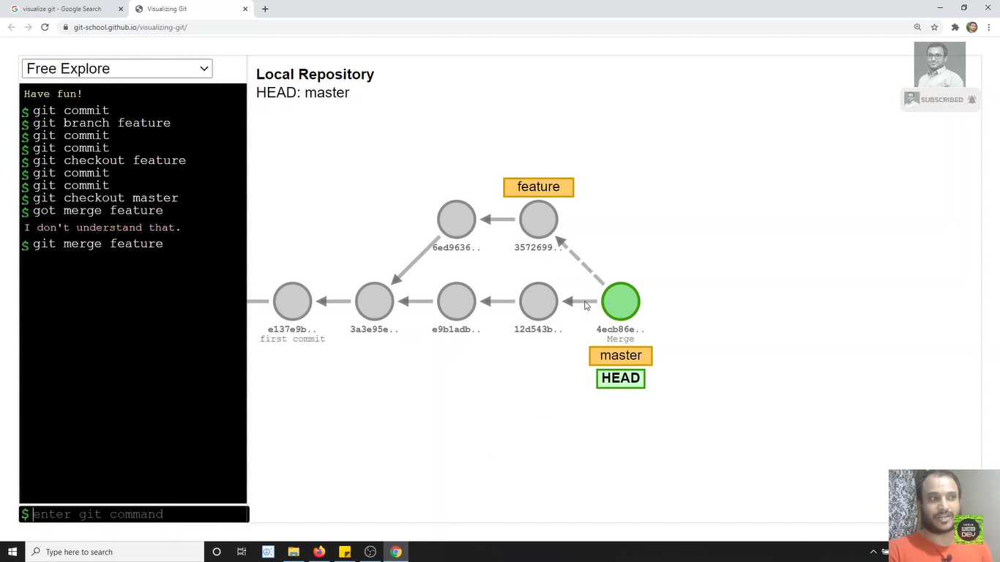 visualize git - Google Search
Visualizing Git
git-school.github.io/visualizing-git/
Free Explore
Have fun!
$ git commit
$ git branch feature
$ git commit
$ git commit
$ git checkout feature
$ git commit
$ git commit
$ git checkout master
$ got merge feature
I don't understand that.
$ git merge feature
$ enter git command
Local Repository
HEAD: master
SUBSCRIBED
feature
6ed9636..
3572699..
e137e9b..
3a3e95e..
e9b1adb..
12d543b..
4ecb86e..
first commit
Merge
master
HEAD
WEB
DEV
Type here to search